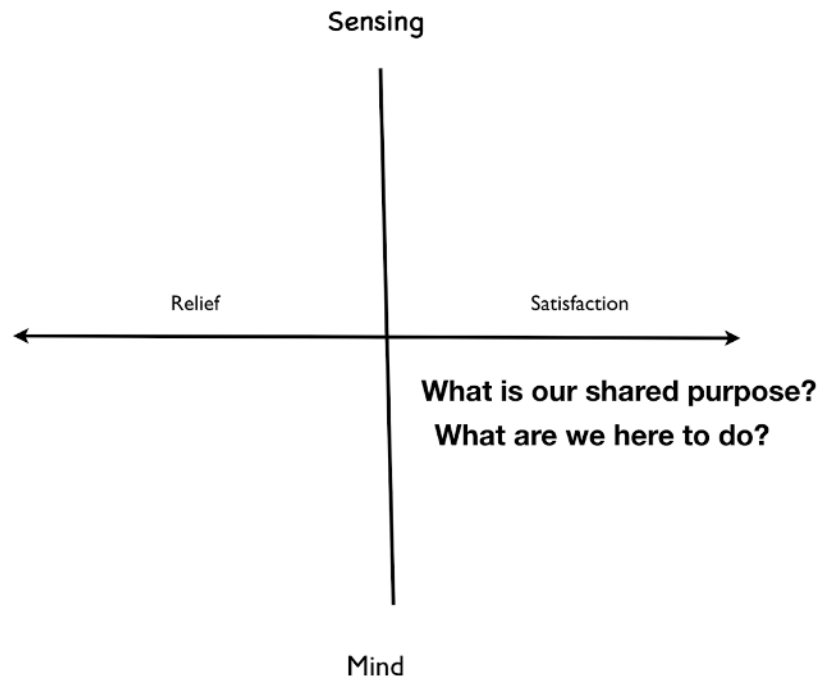 Sensing
Relief
Satisfaction
What is our shared purpose?
What are we here to do?
Mind